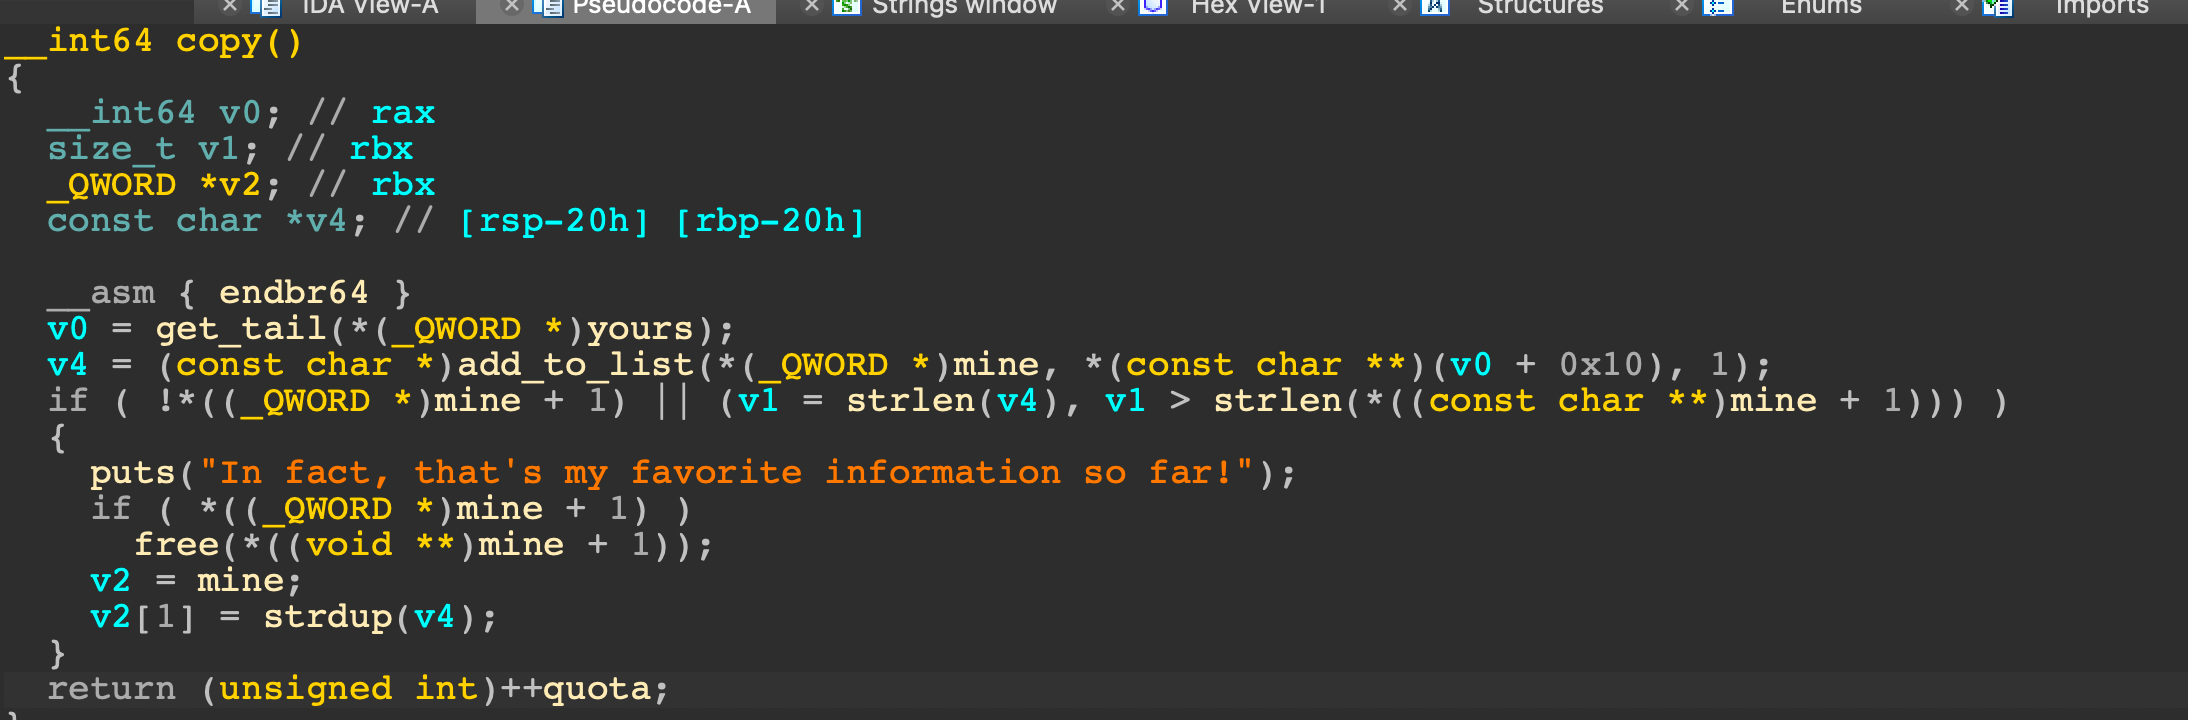 IDA View-A Pseudocode-A Strings window Hex View-1 Structures Enums Imports
__int64 copy()
{
  __int64 v0; // rax
  size_t v1; // rbx
  _QWORD *v2; // rbx
  const char *v4; // [rsp-20h] [rbp-20h]
  __asm { endbr64 }
  v0 = get_tail(*(_QWORD *)yours);
  v4 = (const char *)add_to_list(*(_QWORD *)mine, *(const char **)(v0 + 0x10), 1);
  if ( !*((_QWORD *)mine + 1) || (v1 = strlen(v4), v1 > strlen(*((const char **)mine + 1))) )
  {
    puts("In fact, that's my favorite information so far!");
    if ( *((_QWORD *)mine + 1) )
      free(*((void **)mine + 1));
    v2 = mine;
    v2[1] = strdup(v4);
  }
  return (unsigned int)++quota;
}